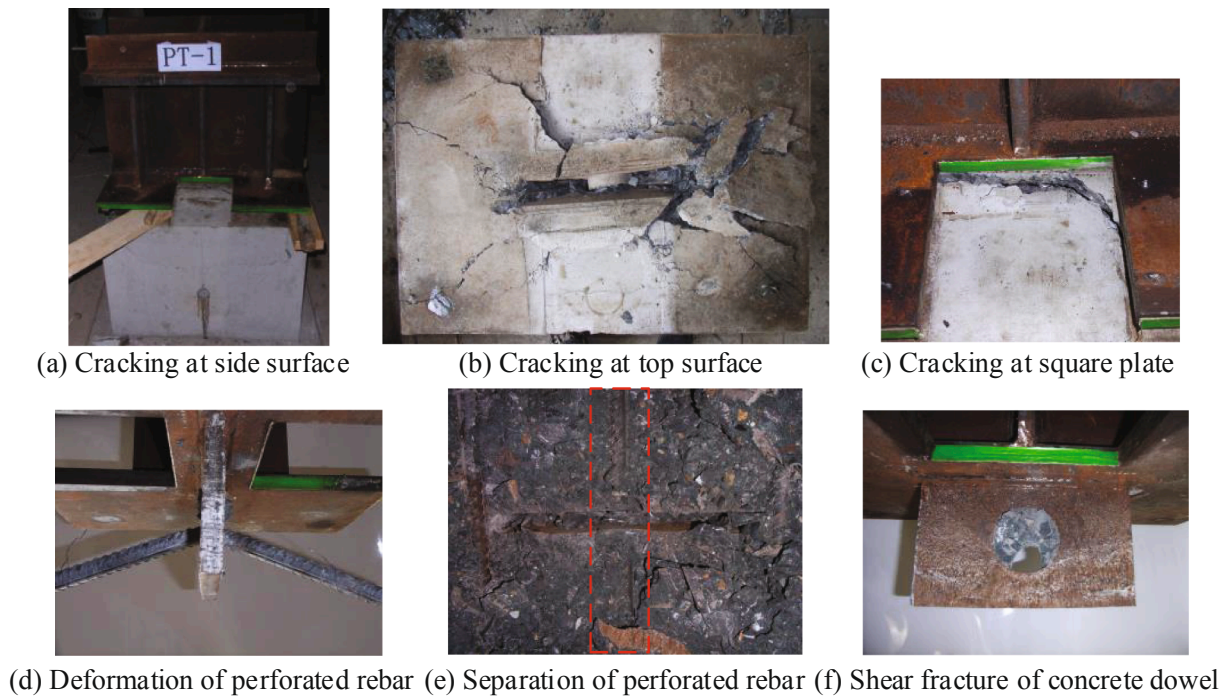 PT-1
(a) Cracking at side surface
(b) Cracking at top surface
(c) Cracking at square plate
(d) Deformation of perforated rebar
(e) Separation of perforated rebar
(f) Shear fracture of concrete dowel